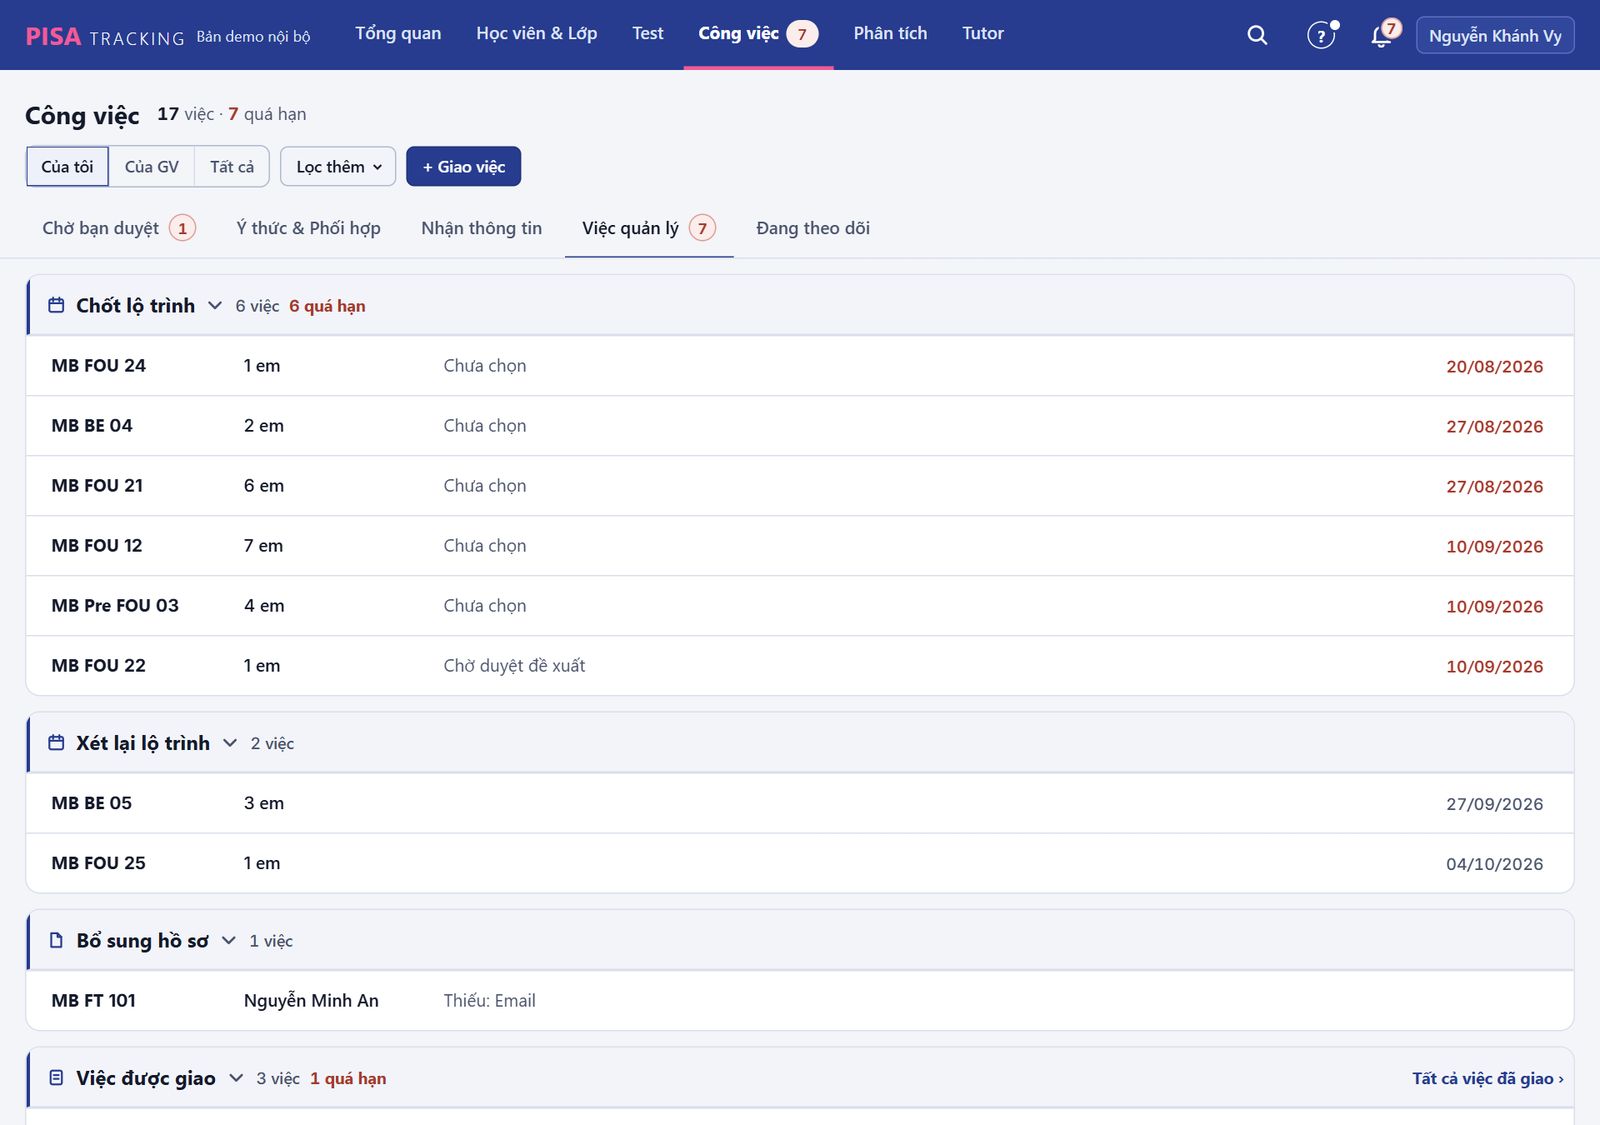 PISA TRACKING Bản demo nội bộ Tổng quan Học viên & Lớp Test Công việc 7 Phân tích Tutor ? 7 Nguyễn Khánh Vy
Công việc 17 việc · 7 quá hạn
Của tôi Của GV Tất cả Lọc thêm + Giao việc
Chờ bạn duyệt 1 Ý thức & Phối hợp Nhận thông tin Việc quản lý 7 Đang theo dõi
Chốt lộ trình 6 việc 6 quá hạn
MB FOU 24 1 em Chưa chọn 20/08/2026
MB BE 04 2 em Chưa chọn 27/08/2026
MB FOU 21 6 em Chưa chọn 27/08/2026
MB FOU 12 7 em Chưa chọn 10/09/2026
MB Pre FOU 03 4 em Chưa chọn 10/09/2026
MB FOU 22 1 em Chờ duyệt đề xuất 10/09/2026
Xét lại lộ trình 2 việc
MB BE 05 3 em 27/09/2026
MB FOU 25 1 em 04/10/2026
Bổ sung hồ sơ 1 việc
MB FT 101 Nguyễn Minh An Thiếu: Email
Việc được giao 3 việc 1 quá hạn Tất cả việc đã giao ›